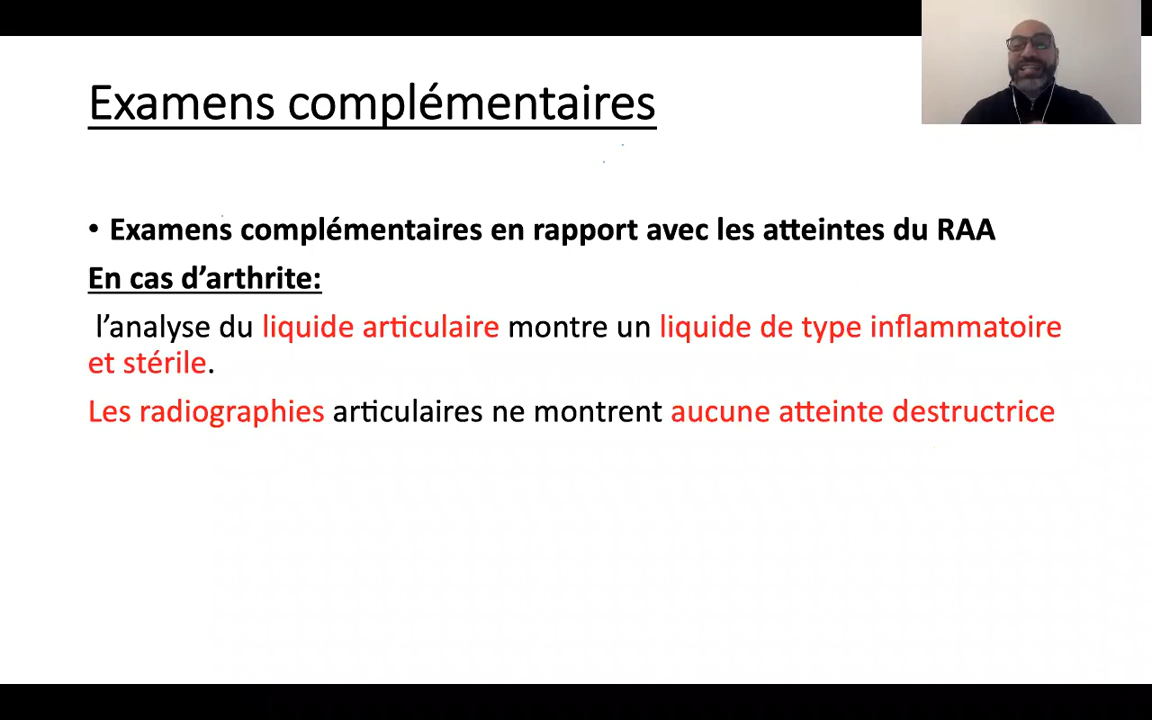 Examens complémentaires
• Examens complémentaires en rapport avec les atteintes du RAA
En cas d’arthrite:
l’analyse du liquide articulaire montre un liquide de type inflammatoire
et stérile.
Les radiographies articulaires ne montrent aucune atteinte destructrice